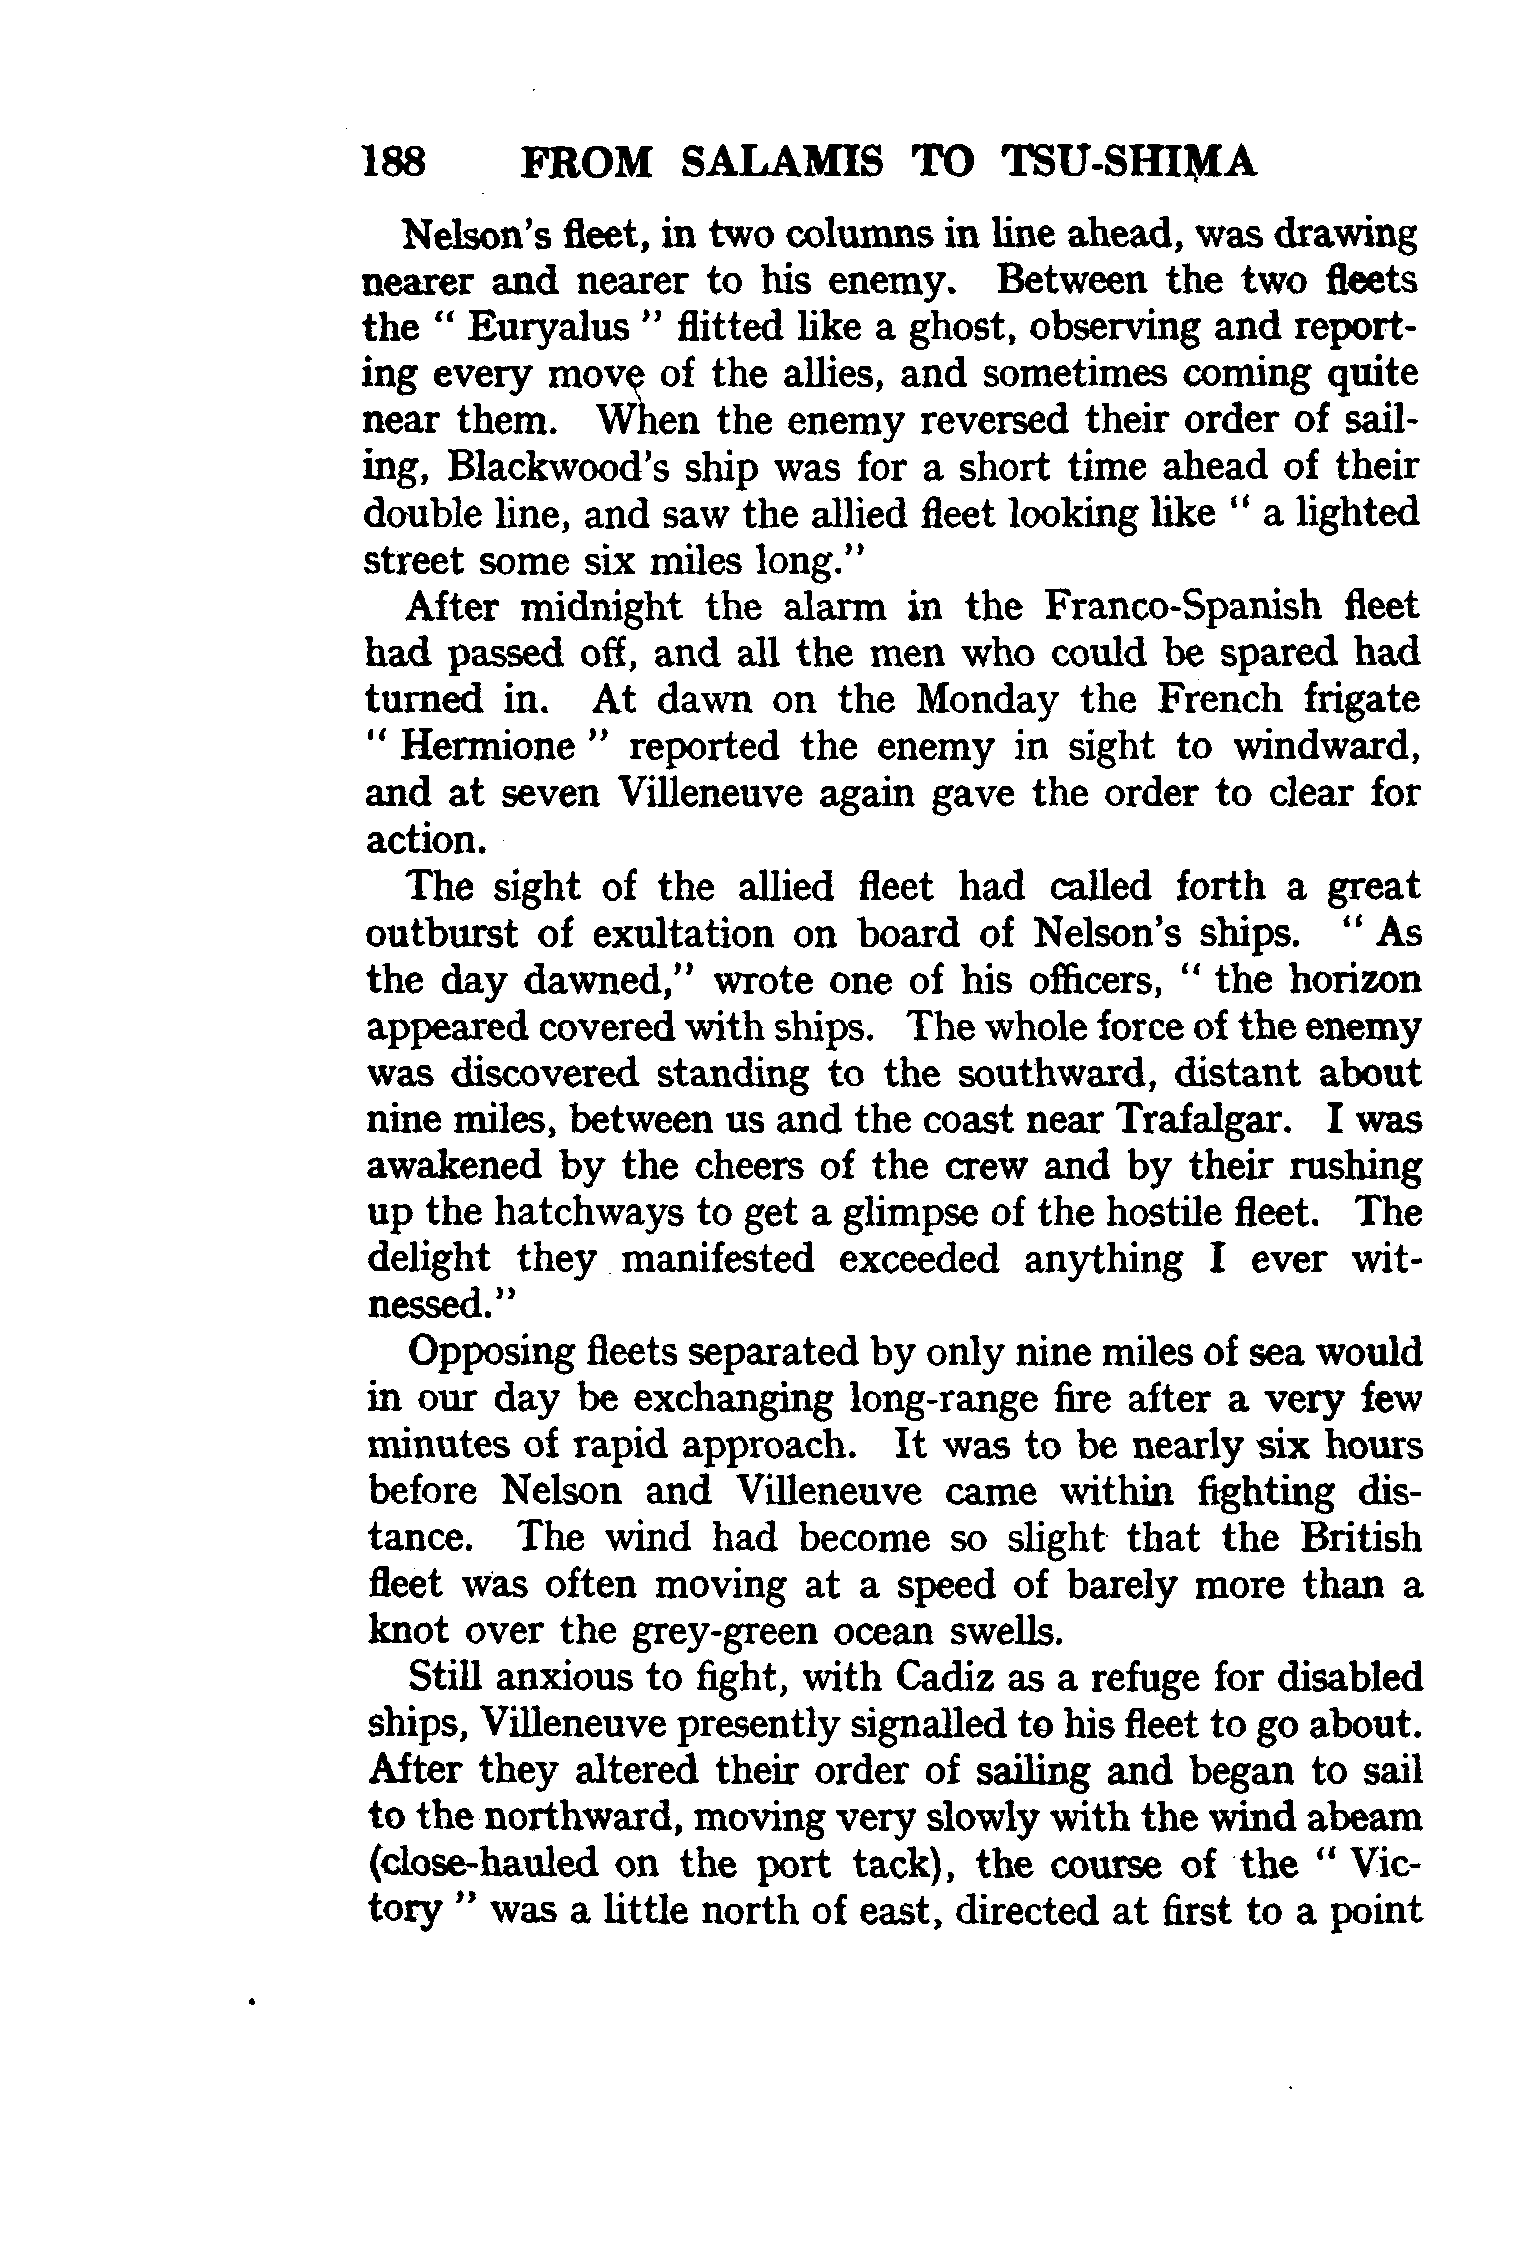 188 FROM SALAMIS TO TSU-SHIMA
Nelson's fleet, in two columns in line ahead, was drawing
nearer and nearer to his enemy. Between the two fleets
the " Euryalus " flitted like a ghost, observing and report-
ing every move of the allies, and sometimes coming quite
near them. When the enemy reversed their order of sail-
ing, Blackwood's ship was for a short time ahead of their
double line, and saw the allied fleet looking like " a lighted
street some six miles long."
After midnight the alarm in the Franco-Spanish fleet
had passed off, and all the men who could be spared had
turned in. At dawn on the Monday the French frigate
" Hermione " reported the enemy in sight to windward,
and at seven Villeneuve again gave the order to clear for
action.
The sight of the allied fleet had called forth a great
outburst of exultation on board of Nelson's ships. " As
the day dawned," wrote one of his officers, " the horizon
appeared covered with ships. The whole force of the enemy
was discovered standing to the southward, distant about
nine miles, between us and the coast near Trafalgar. I was
awakened by the cheers of the crew and by their rushing
up the hatchways to get a glimpse of the hostile fleet. The
delight they manifested exceeded anything I ever wit-
nessed."
Opposing fleets separated by only nine miles of sea would
in our day be exchanging long-range fire after a very few
minutes of rapid approach. It was to be nearly six hours
before Nelson and Villeneuve came within fighting dis-
tance. The wind had become so slight that the British
fleet was often moving at a speed of barely more than a
knot over the grey-green ocean swells.
Still anxious to fight, with Cadiz as a refuge for disabled
ships, Villeneuve presently signalled to his fleet to go about.
After they altered their order of sailing and began to sail
to the northward, moving very slowly with the wind abeam
(close-hauled on the port tack), the course of the " Vic-
tory " was a little north of east, directed at first to a point